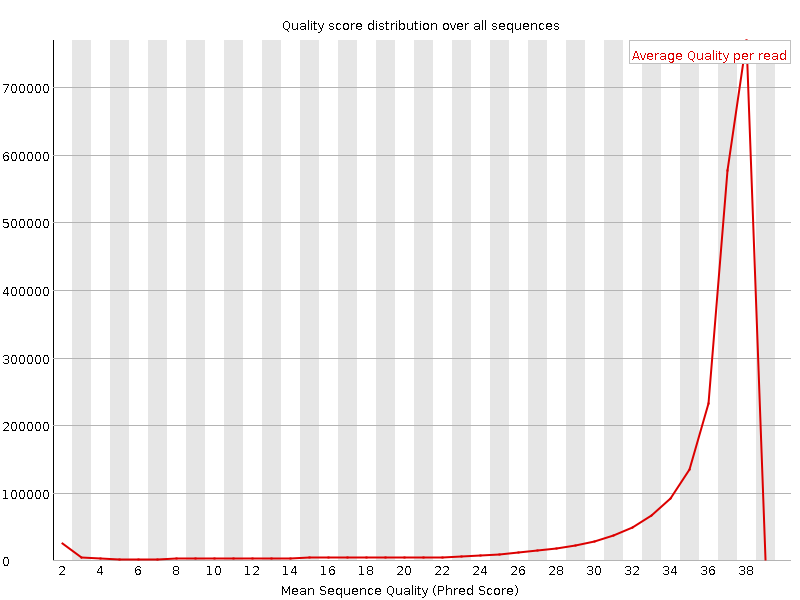 Quality score distribution over all sequences
Average Quality per read
700000
600000
500000
400000
300000
200000
100000
0
2 4 6 8 10 12 14 16 18 20 22 24 26 28 30 32 34 36 38
Mean Sequence Quality (Phred Score)